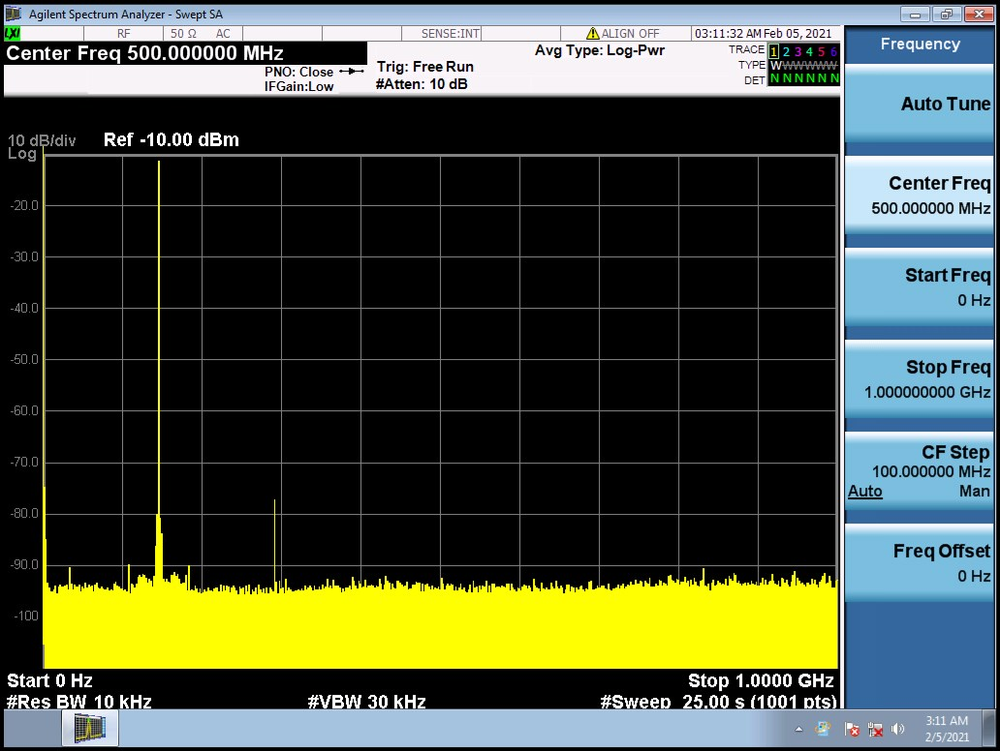 Agilent Spectrum Analyzer - Swept SA
LXI
RF
50 Ω
AC
SENSE:INT
ALIGN OFF
03:11:32 AM Feb 05, 2021
Center Freq 500.000000 MHz
PNO: Close
IFGain:Low
Trig: Free Run
#Atten: 10 dB
Avg Type: Log-Pwr
TRACE 1 2 3 4 5 6
TYPE WWWWWWW
DET N N N N N N
10 dB/div
Log
Ref -10.00 dBm
-20.0
-30.0
-40.0
-50.0
-60.0
-70.0
-80.0
-90.0
-100
Start 0 Hz
Stop 1.0000 GHz
#Res BW 10 kHz
#VBW 30 kHz
#Sweep 25.00 s (1001 pts)
Frequency
Auto Tune
Center Freq
500.000000 MHz
Start Freq
0 Hz
Stop Freq
1.000000000 GHz
CF Step
100.000000 MHz
Auto Man
Freq Offset
0 Hz
3:11 AM
2/5/2021